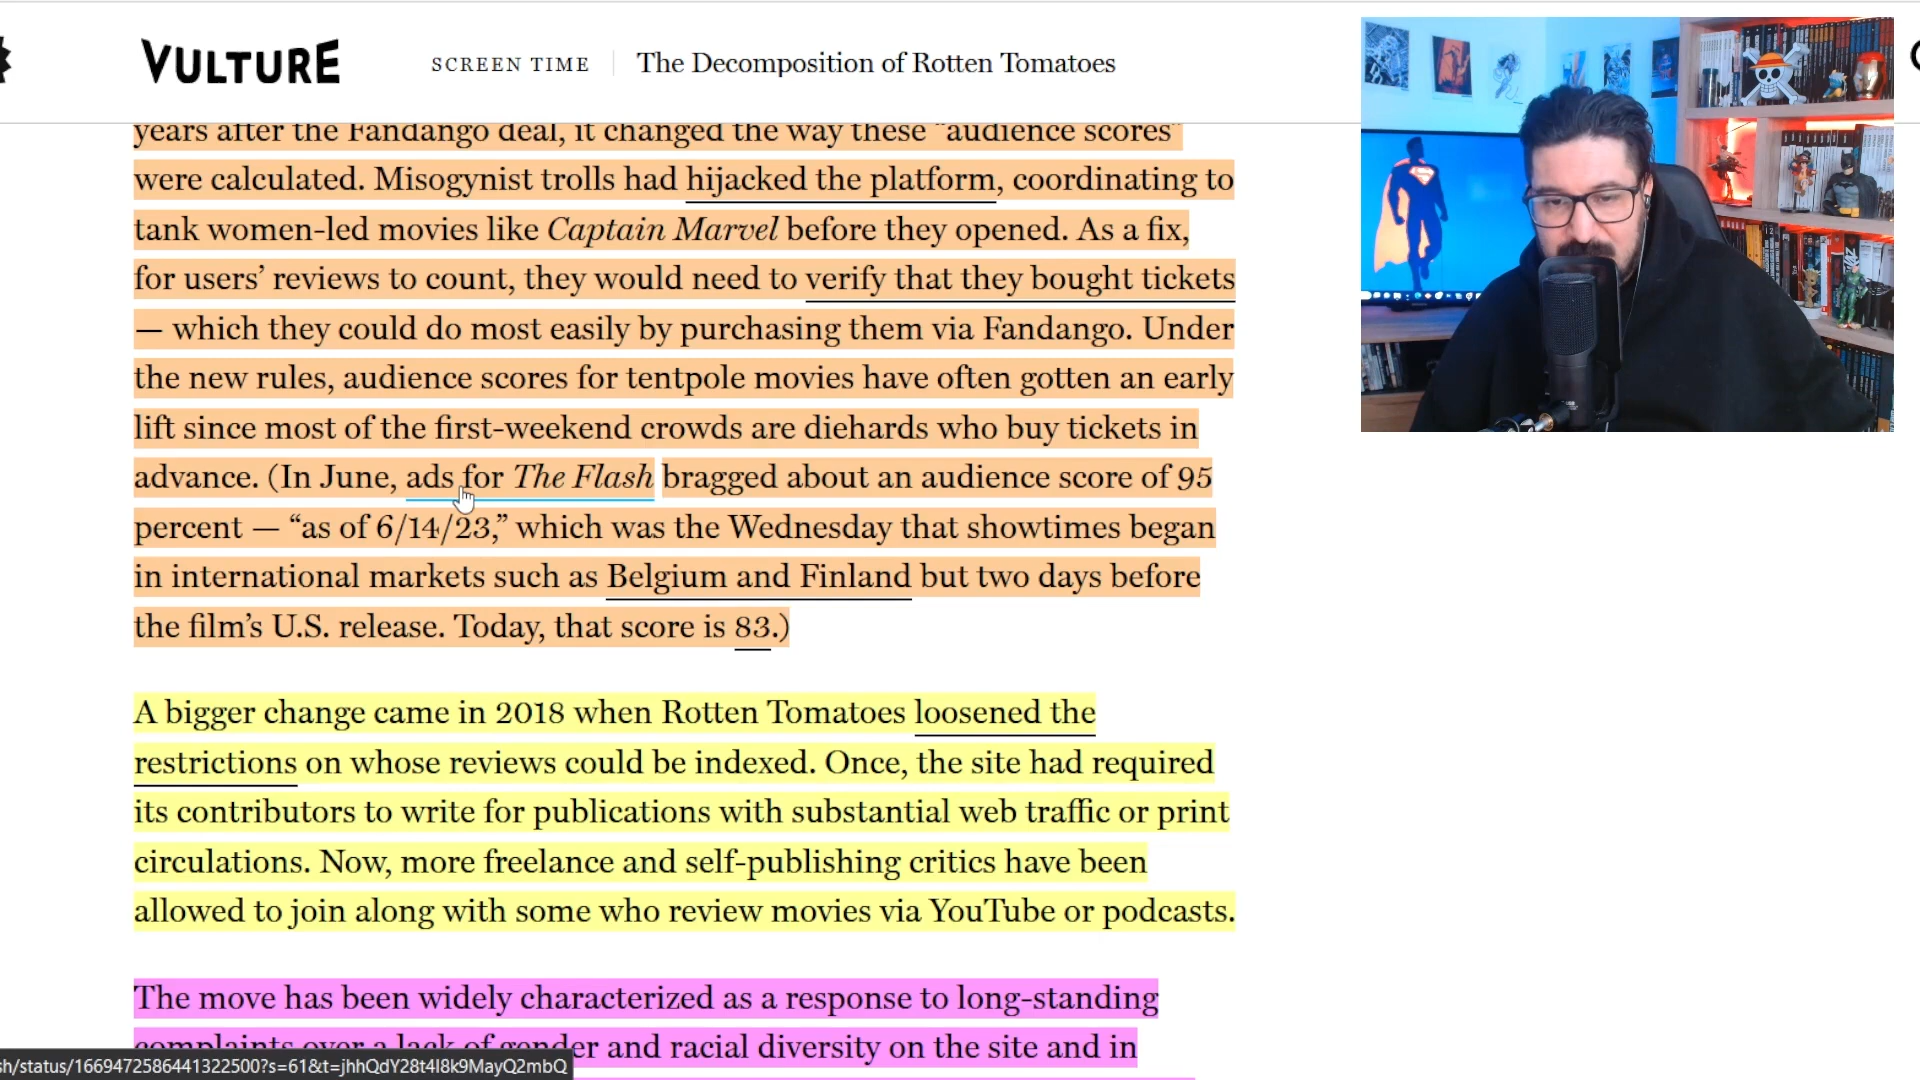 VULTURE
SCREEN TIME
The Decomposition of Rotten Tomatoes
years after the Fandango deal, it changed the way these “audience scores”
were calculated. Misogynist trolls had hijacked the platform, coordinating to
tank women-led movies like Captain Marvel before they opened. As a fix,
for users’ reviews to count, they would need to verify that they bought tickets
— which they could do most easily by purchasing them via Fandango. Under
the new rules, audience scores for tentpole movies have often gotten an early
lift since most of the first-weekend crowds are diehards who buy tickets in
advance. (In June, ads for The Flash bragged about an audience score of 95
percent — “as of 6/14/23,” which was the Wednesday that showtimes began
in international markets such as Belgium and Finland but two days before
the film’s U.S. release. Today, that score is 83.)
A bigger change came in 2018 when Rotten Tomatoes loosened the
restrictions on whose reviews could be indexed. Once, the site had required
its contributors to write for publications with substantial web traffic or print
circulations. Now, more freelance and self-publishing critics have been
allowed to join along with some who review movies via YouTube or podcasts.
The move has been widely characterized as a response to long-standing
complaints over a lack of gender and racial diversity on the site and in
sh/status/1669472586441322500?s=61&t=jhhQdY28t4I8k9MayQ2mbQ